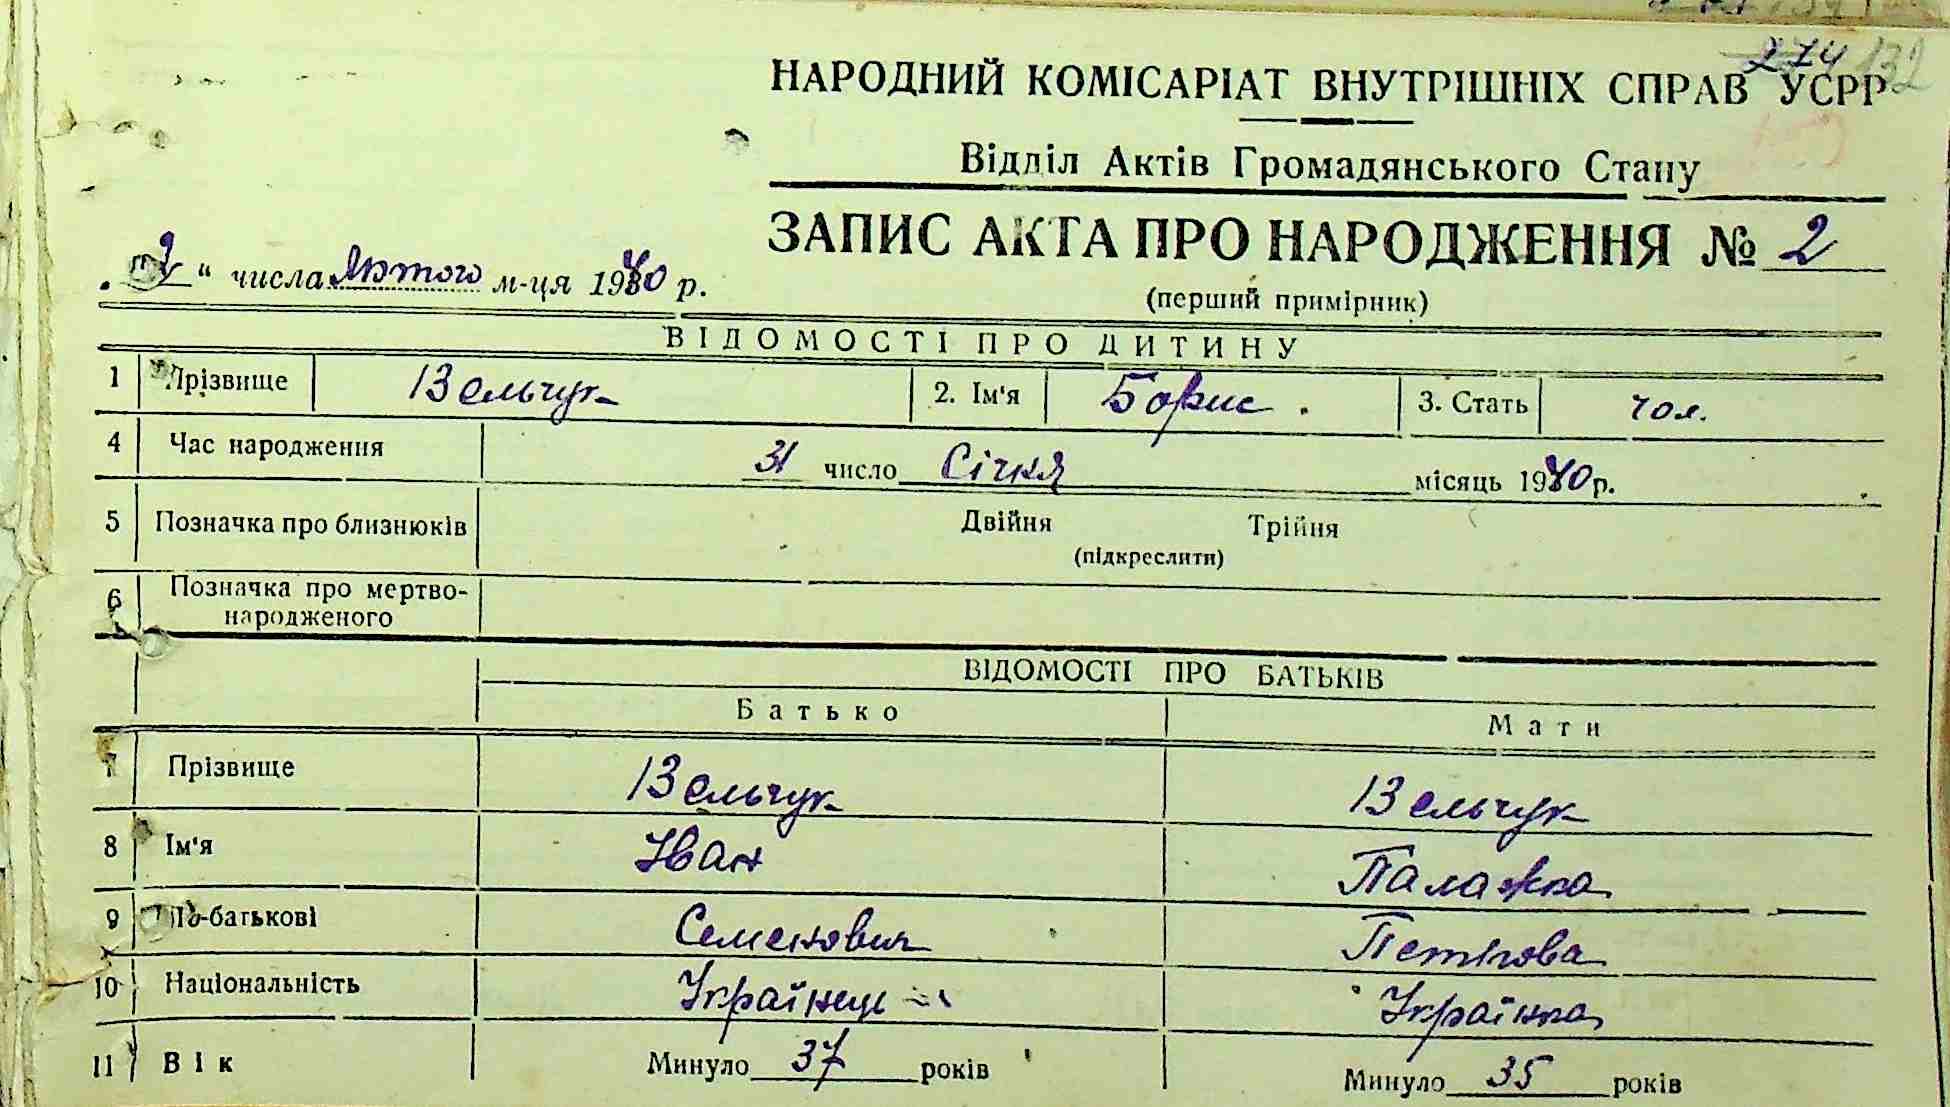 274 132
НАРОДНИЙ КОМІСАРІАТ ВНУТРІШНІХ СПРАВ УСРР
Відділ Актів Громадянського Стану
ЗАПИС АКТА ПРО НАРОДЖЕННЯ № 2
„ 2 “ числа Лютого м-ця 1940 р.
(перший примірник)
ВІДОМОСТІ ПРО ДИТИНУ
1 Прізвище Вельчук 2. Ім'я Борис. 3. Стать чол.
4 Час народження 31 число Січня місяць 1940 р.
5 Позначка про близнюків Двійня Трійня
(підкреслити)
6 Позначка про мертво-
народженого
ВІДОМОСТІ ПРО БАТЬКІВ
Батько Мати
7 Прізвище Вельчук Вельчук
8 Ім'я Іван Палажка
9 По-батькові Семенович Петрова
10 Національність Українець Українка
11 Вік Минуло 37 років Минуло 35 років